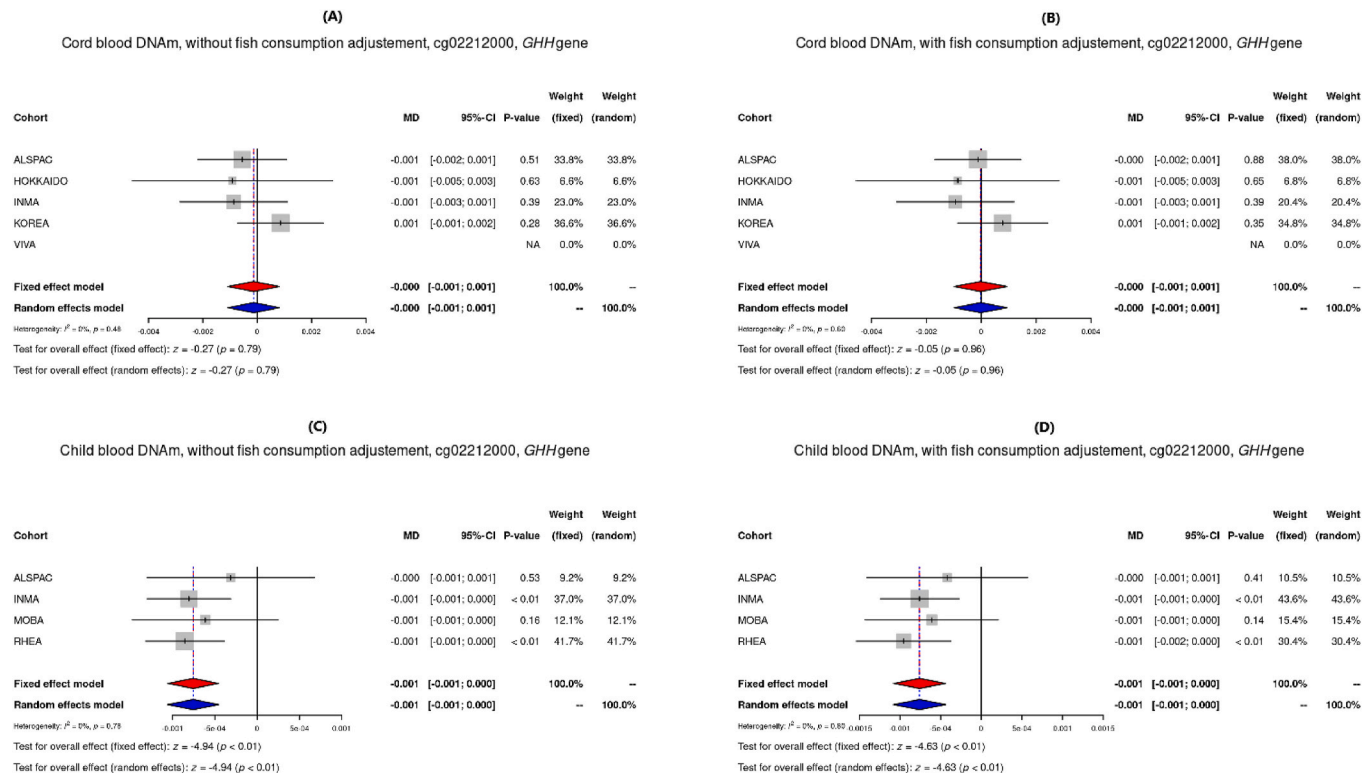 (A)
Cord blood DNAm, without fish consumption adjustement, cg02212000, GHH gene
Weight Weight
Cohort MD 95%-CI P-value (fixed) (random)
ALSPAC -0.001 [-0.002; 0.001] 0.51 33.8% 33.8%
HOKKAIDO -0.001 [-0.005; 0.003] 0.63 6.6% 6.6%
INMA -0.001 [-0.003; 0.001] 0.39 23.0% 23.0%
KOREA 0.001 [-0.001; 0.002] 0.28 36.6% 36.6%
VIVA NA 0.0% 0.0%
Fixed effect model -0.000 [-0.001; 0.001] 100.0% --
Random effects model -0.000 [-0.001; 0.001] -- 100.0%
Heterogeneity: I² = 0%, p = 0.48
-0.004 -0.002 0 0.002 0.004
Test for overall effect (fixed effect): z = -0.27 (p = 0.79)
Test for overall effect (random effects): z = -0.27 (p = 0.79)
(B)
Cord blood DNAm, with fish consumption adjustement, cg02212000, GHH gene
Weight Weight
Cohort MD 95%-CI P-value (fixed) (random)
ALSPAC -0.000 [-0.002; 0.001] 0.88 38.0% 38.0%
HOKKAIDO -0.001 [-0.005; 0.003] 0.65 6.8% 6.8%
INMA -0.001 [-0.003; 0.001] 0.39 20.4% 20.4%
KOREA 0.001 [-0.001; 0.002] 0.35 34.8% 34.8%
VIVA NA 0.0% 0.0%
Fixed effect model -0.000 [-0.001; 0.001] 100.0% --
Random effects model -0.000 [-0.001; 0.001] -- 100.0%
Heterogeneity: I² = 0%, p = 0.60
-0.004 -0.002 0 0.002 0.004
Test for overall effect (fixed effect): z = -0.05 (p = 0.96)
Test for overall effect (random effects): z = -0.05 (p = 0.96)
(C)
Child blood DNAm, without fish consumption adjustement, cg02212000, GHH gene
Weight Weight
Cohort MD 95%-CI P-value (fixed) (random)
ALSPAC -0.000 [-0.001; 0.001] 0.53 9.2% 9.2%
INMA -0.001 [-0.001; 0.000] < 0.01 37.0% 37.0%
MOBA -0.001 [-0.001; 0.000] 0.16 12.1% 12.1%
RHEA -0.001 [-0.001; 0.000] < 0.01 41.7% 41.7%
Fixed effect model -0.001 [-0.001; 0.000] 100.0% --
Random effects model -0.001 [-0.001; 0.000] -- 100.0%
Heterogeneity: I² = 0%, p = 0.78
-0.001 -5e-04 0 5e-04 0.001
Test for overall effect (fixed effect): z = -4.94 (p < 0.01)
Test for overall effect (random effects): z = -4.94 (p < 0.01)
(D)
Child blood DNAm, with fish consumption adjustement, cg02212000, GHH gene
Weight Weight
Cohort MD 95%-CI P-value (fixed) (random)
ALSPAC -0.000 [-0.001; 0.001] 0.41 10.5% 10.5%
INMA -0.001 [-0.001; 0.000] < 0.01 43.6% 43.6%
MOBA -0.001 [-0.001; 0.000] 0.14 15.4% 15.4%
RHEA -0.001 [-0.002; 0.000] < 0.01 30.4% 30.4%
Fixed effect model -0.001 [-0.001; 0.000] 100.0% --
Random effects model -0.001 [-0.001; 0.000] -- 100.0%
Heterogeneity: I² = 0%, p =
-0.0015 -5e-04 0 5e-04 0.0015
Test for overall effect (fixed effect): z = -4.63 (p < 0.01)
Test for overall effect (random effects): z = -4.63 (p < 0.01)